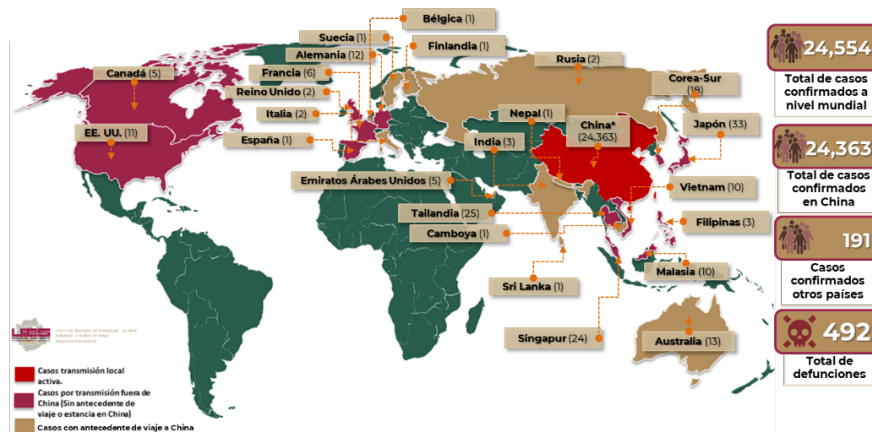 Bélgica (1)
Suecia (1)
Alemania (12)
Finlandia (1)
Canadá (5)
Francia (6)
Rusia (2)
Reino Unido (2)
Corea-Sur
(18)
Italia (2)
Nepal (1)
China*
(24,363)
Japón (33)
EE. UU. (11)
España (1)
India (3)
Emiratos Árabes Unidos (5)
Vietnam (10)
Tailandia (25)
Filipinas (3)
Camboya (1)
Malasia (10)
Sri Lanka (1)
Singapur (24)
Australia (13)
24,554
Total de casos
confirmados a
nivel mundial
24,363
Total de casos
confirmados
en China
191
Casos
confirmados
otros países
492
Total de
defunciones
Casos transmisión local
activa.
Casos por transmisión fuera de
China (Sin antecedente de
viaje o estancia en China)
Casos con antecedente de viaje a China